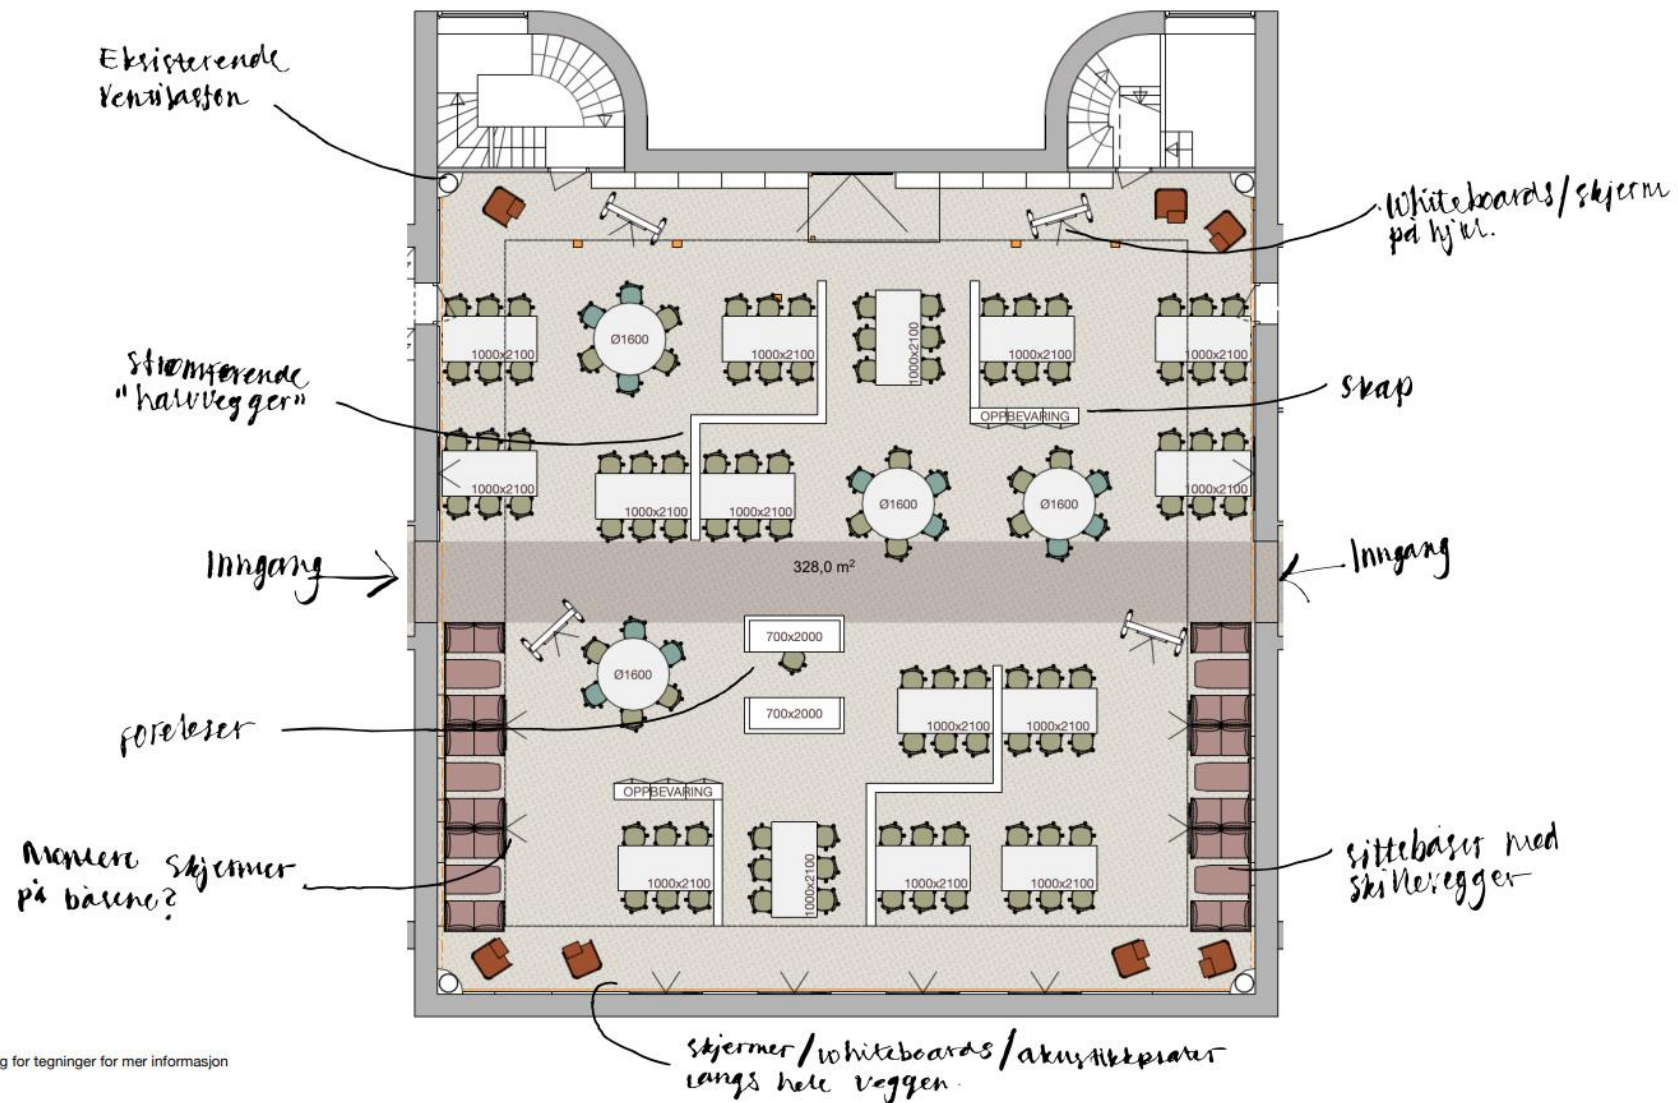 Eksisterende
Ventilasjon
Whiteboards/skjerm
på hjul.
Ø1600
1000x2100
1000x2100
1000x2100
1000x2100
1000x2100
Strømførende
"halvvegger"
OPPBEVARING
skap
1000x2100
1000x2100
1000x2100
Ø1600
Ø1600
1000x2100
Inngang
328,0 m²
Inngang
700x2000
Ø1600
700x2000
1000x2100
1000x2100
foreleser
OPPBEVARING
Montere skjermer
på båsene?
1000x2100
1000x2100
1000x2100
1000x2100
sittebåser med
skillevegger
skjermer/whiteboards/akustikkplater
langs hele veggen.
g for tegninger for mer informasjon